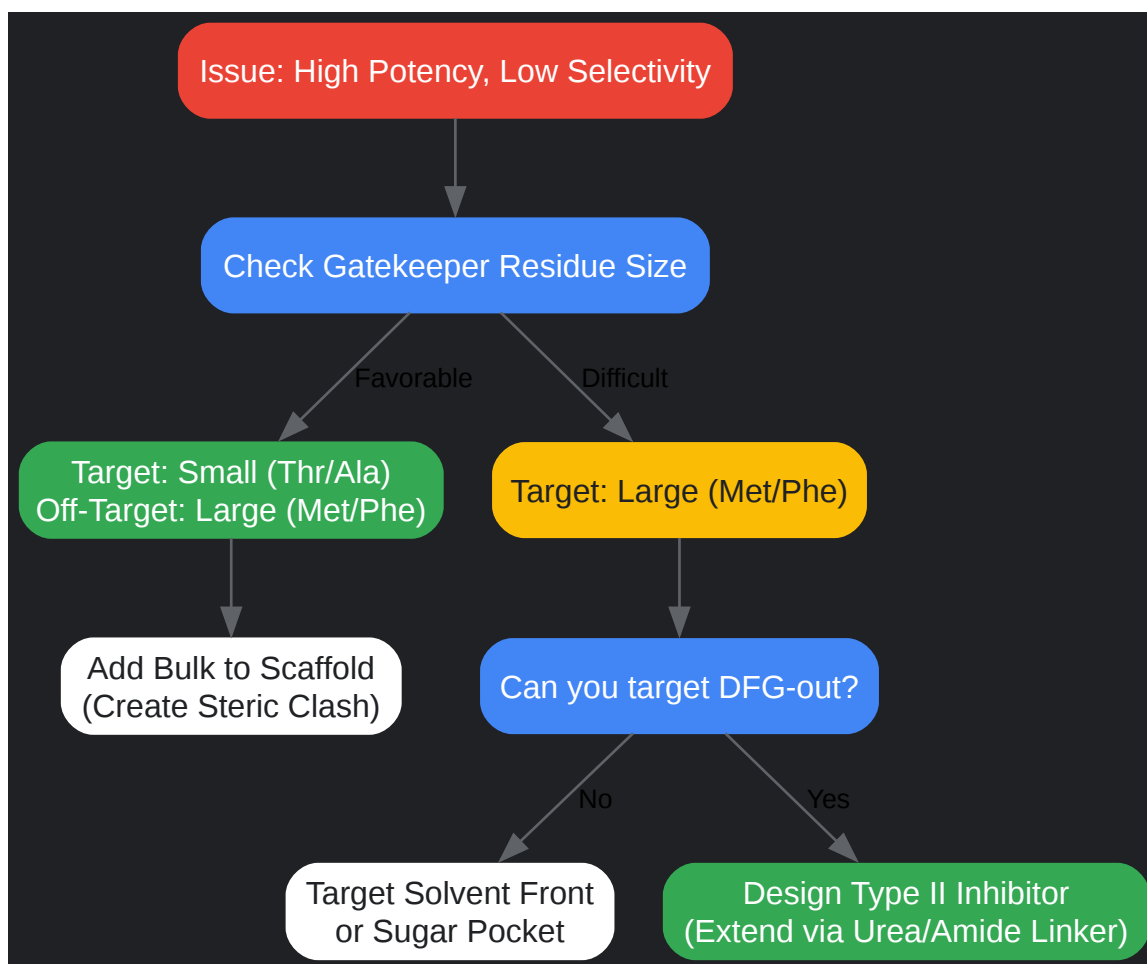 Issue: High Potency, Low Selectivity
Check Gatekeeper Residue Size
Favorable
Difficult
Target: Small (Thr/Ala)
Off-Target: Large (Met/Phe)
Target: Large (Met/Phe)
Add Bulk to Scaffold
(Create Steric Clash)
Can you target DFG-out?
No
Yes
Target Solvent Front
or Sugar Pocket
Design Type II Inhibitor
(Extend via Urea/Amide Linker)